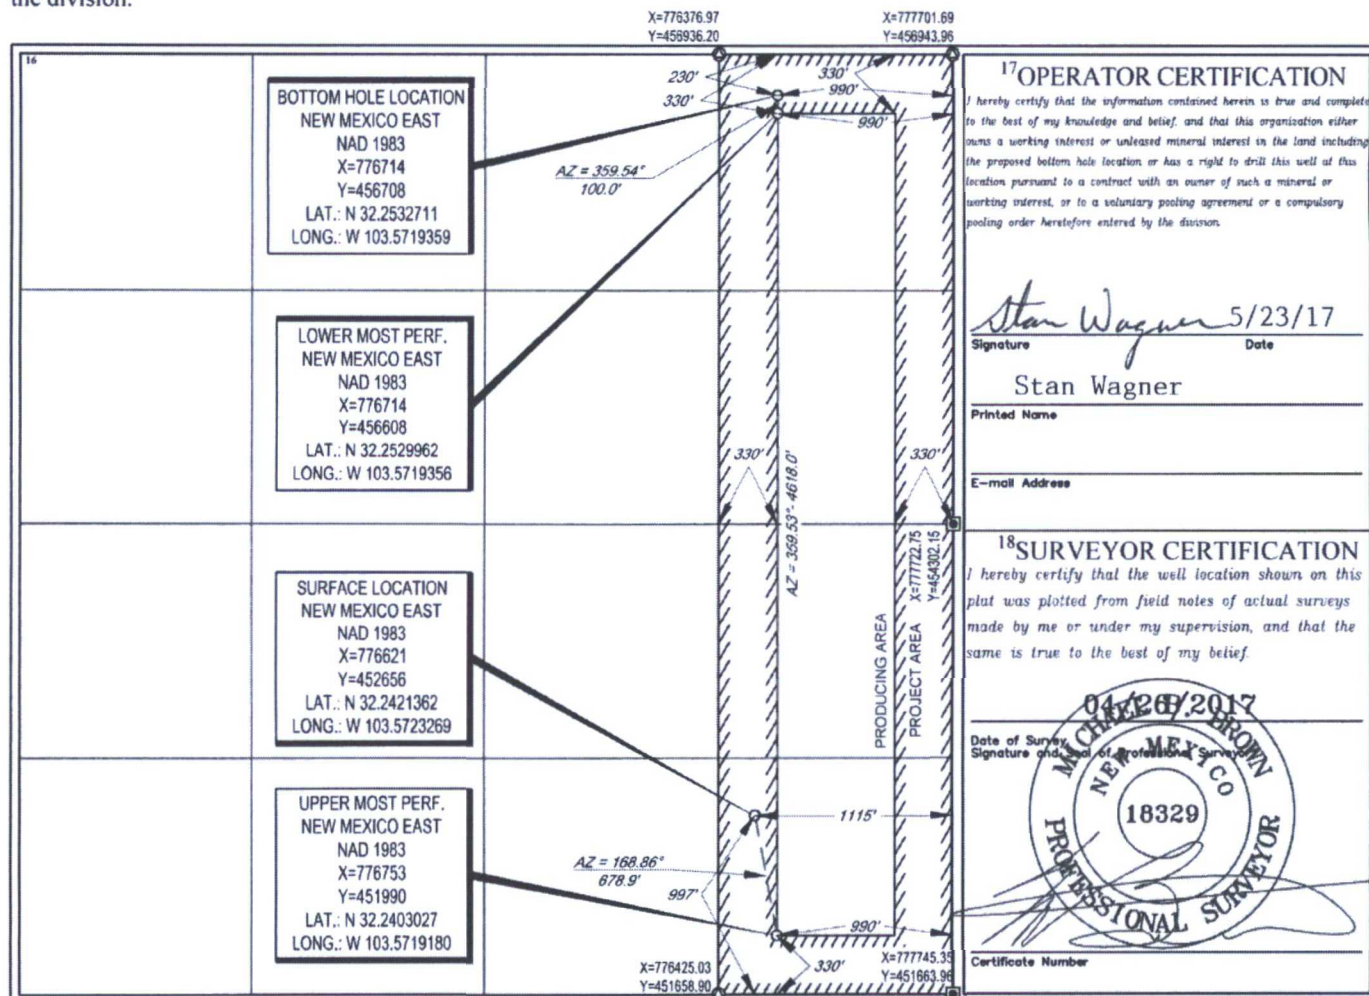 the division.
X=776376.97
Y=456936.20
X=777701.69
Y=456943.96
16
BOTTOM HOLE LOCATION
NEW MEXICO EAST
NAD 1983
X=776714
Y=456708
LAT.: N 32.2532711
LONG.: W 103.5719359
230'
330'
330'
990'
990'
AZ = 359.54°
100.0'
LOWER MOST PERF.
NEW MEXICO EAST
NAD 1983
X=776714
Y=456608
LAT.: N 32.2529962
LONG.: W 103.5719356
330'
AZ = 359.53°- 4618.0'
330'
X=777722.75
Y=454302.15
PRODUCING AREA
PROJECT AREA
SURFACE LOCATION
NEW MEXICO EAST
NAD 1983
X=776621
Y=452656
LAT.: N 32.2421362
LONG.: W 103.5723269
UPPER MOST PERF.
NEW MEXICO EAST
NAD 1983
X=776753
Y=451990
LAT.: N 32.2403027
LONG.: W 103.5719180
1115'
AZ = 168.86°
678.9'
997'
990'
330'
X=776425.03
Y=451658.90
X=777745.35
Y=451663.96
17OPERATOR CERTIFICATION
I hereby certify that the information contained herein is true and complete
to the best of my knowledge and belief, and that this organization either
owns a working interest or unleased mineral interest in the land including
the proposed bottom hole location or has a right to drill this well at this
location pursuant to a contract with an owner of such a mineral or
working interest, or to a voluntary pooling agreement or a compulsory
pooling order heretofore entered by the division.
Stan Wagner 5/23/17
Signature Date
Stan Wagner
Printed Name
E-mail Address
18SURVEYOR CERTIFICATION
I hereby certify that the well location shown on this
plat was plotted from field notes of actual surveys
made by me or under my supervision, and that the
same is true to the best of my belief.
04/26/2017
Date of Survey
Signature and Seal of Professional Surveyor
MICHAEL BROWN
NEW MEXICO
18329
PROFESSIONAL SURVEYOR
Certificate Number